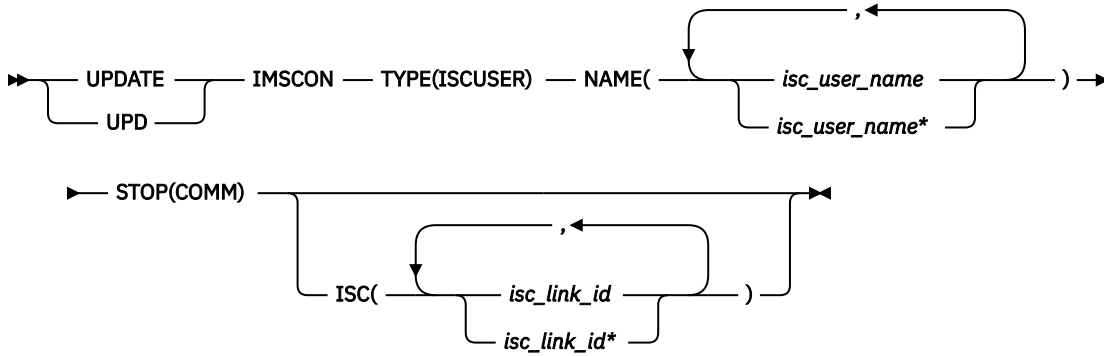 ,
UPDATE IMSCON TYPE(ISCUSER) NAME( isc_user_name )
UPD isc_user_name*
STOP(COMM)
,
ISC( isc_link_id )
isc_link_id*